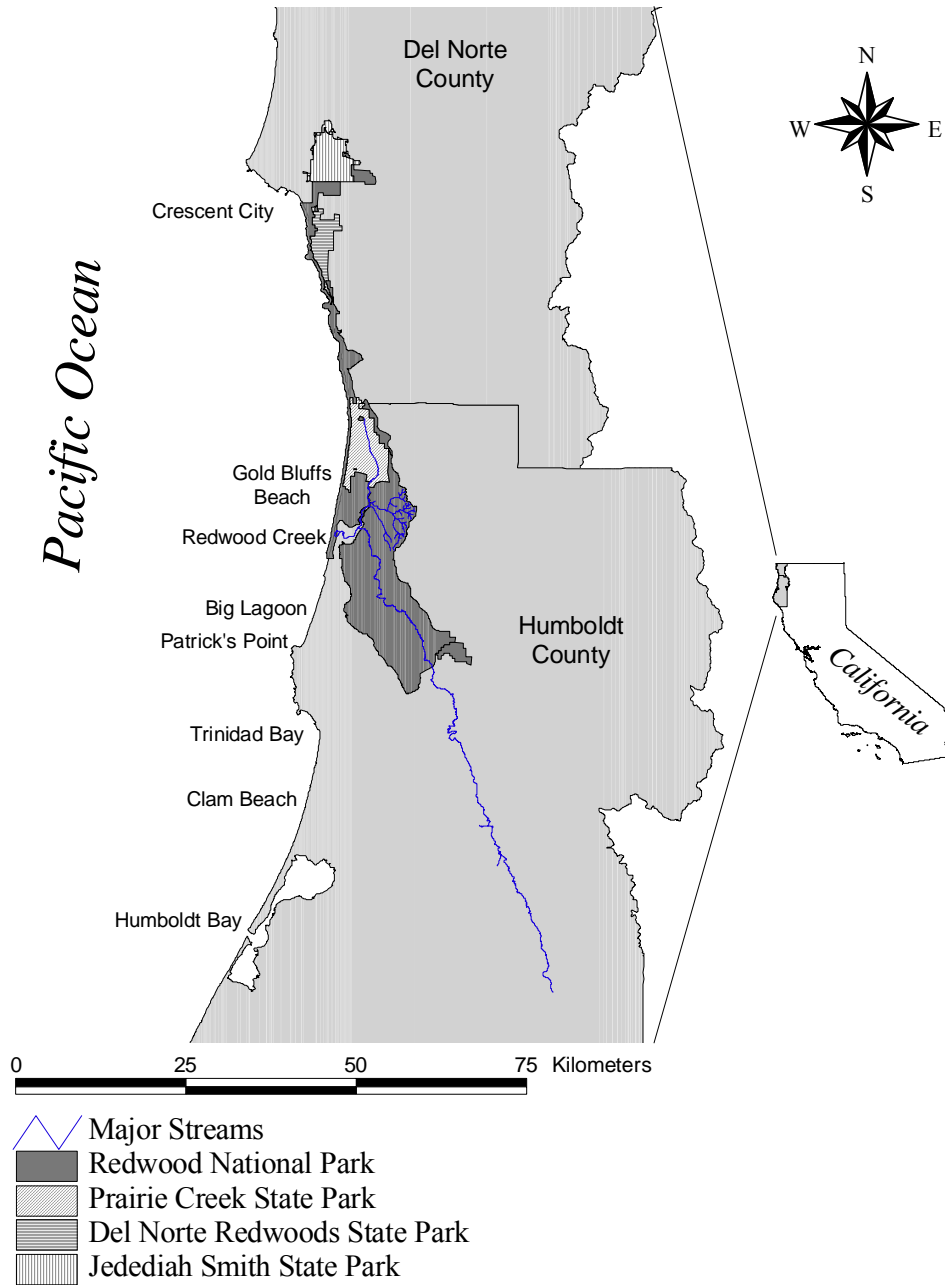 Del Norte
County
N
W
E
S
Crescent City
Pacific Ocean
Gold Bluffs
Beach
Redwood Creek
Big Lagoon
Patrick's Point
Humboldt
County
California
Trinidad Bay
Clam Beach
Humboldt Bay
0 25 50 75 Kilometers
Major Streams
Redwood National Park
Prairie Creek State Park
Del Norte Redwoods State Park
Jedediah Smith State Park